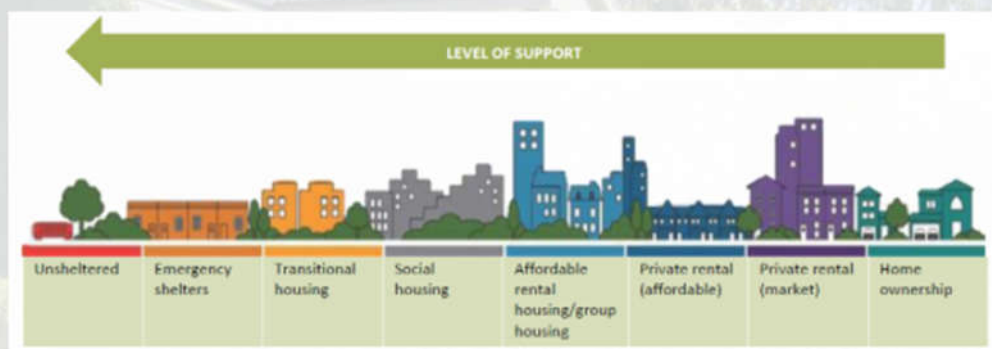 LEVEL OF SUPPORT
Unsheltered
Emergency
shelters
Transitional
housing
Social
housing
Affordable
rental
housing/group
housing
Private rental
(affordable)
Private rental
(market)
Home
ownership